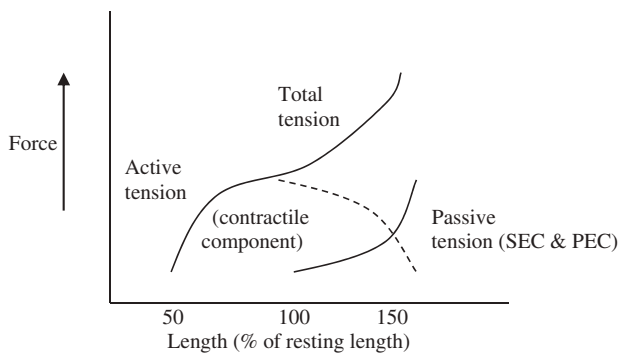 Total
tension
Force
Active
tension
(contractile
component)
Passive
tension (SEC & PEC)
50
100
150
Length (% of resting length)